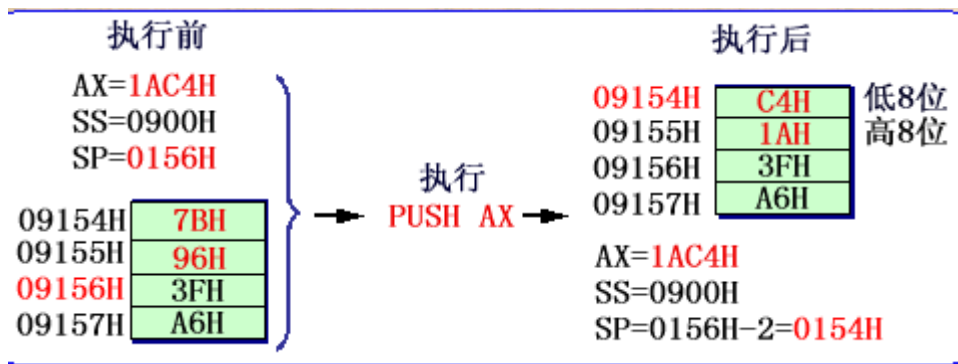 执行前
AX=1AC4H
SS=0900H
SP=0156H
09154H 7BH
09155H 96H
09156H 3FH
09157H A6H
执行
PUSH AX
执行后
09154H C4H 低8位
09155H 1AH 高8位
09156H 3FH
09157H A6H
AX=1AC4H
SS=0900H
SP=0156H-2=0154H